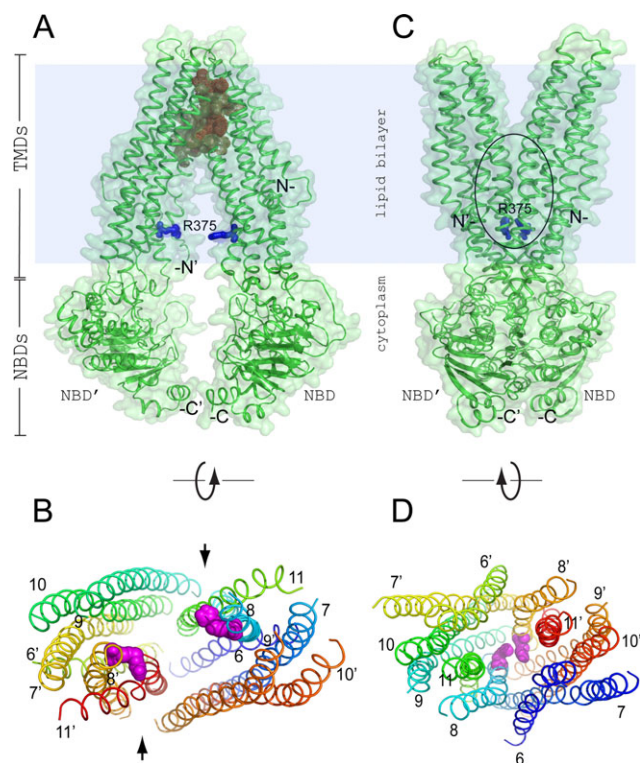 A
C
TMDs
lipid bilayer
N-
R375
-N'
N'-
R375
N-
NBDs
cytoplasm
NBD'
-C'
-C
NBD
NBD'
-C'
-C
NBD
B
D
10
11
8
7
9'
6
9'
10'
6'
7'
8'
11'
6'
7'
8'
9'
10
11'
10'
11
9
8
7
6